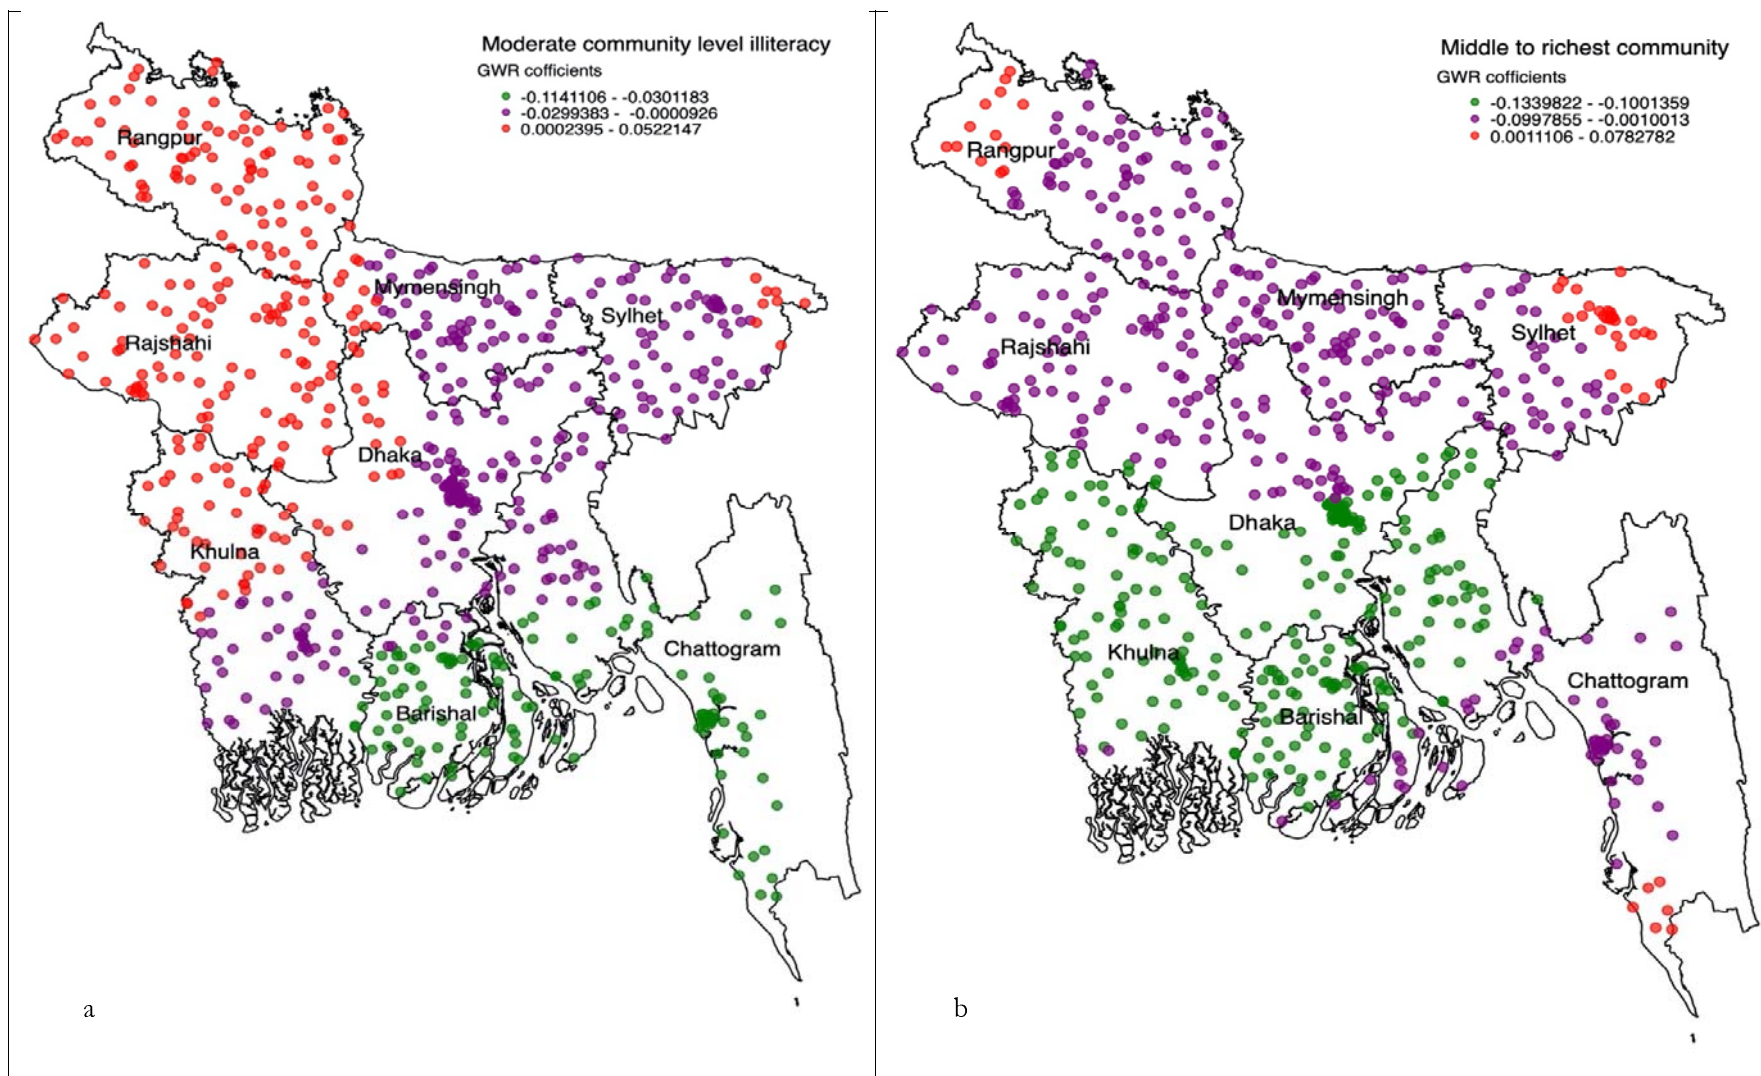 Moderate community level illiteracy
GWR cofficients
-0.1141106 - -0.0301183
-0.0299383 - -0.0000926
0.0002395 - 0.0522147
Rangpur
Mymensingh
Sylhet
Rajshahi
Dhaka
Khulna
Chattogram
Barishal
a
1
Middle to richest community
GWR cofficients
-0.1339822 - -0.1001359
-0.0997855 - -0.0010013
0.0011106 - 0.0782782
Rangpur
Mymensingh
Sylhet
Rajshahi
Dhaka
Khulna
Chattogram
Barishal
b
1